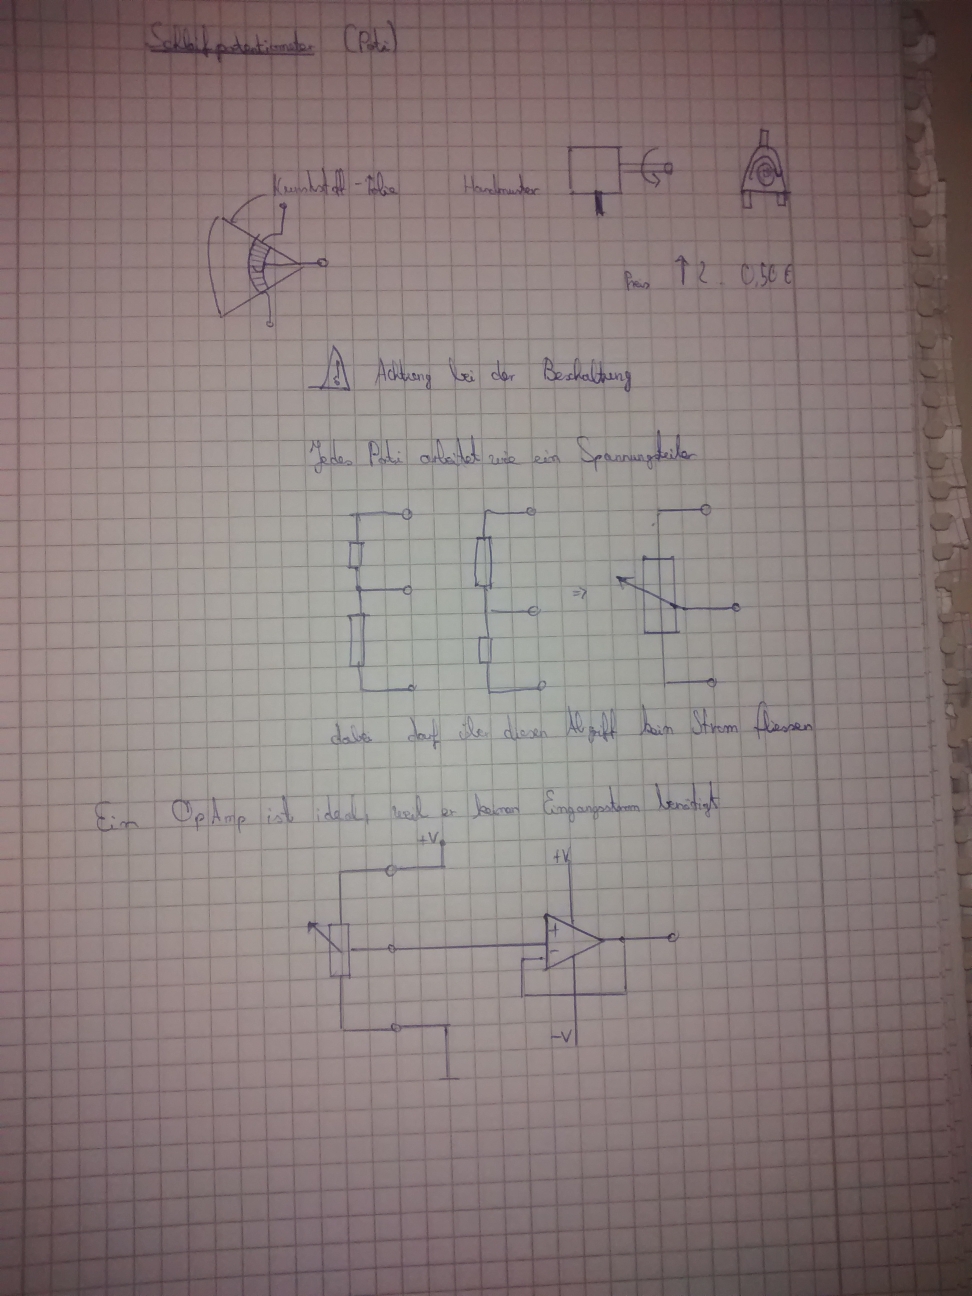 Schleifpotentiometer (Poti)
Kunststoff-Folie
Handmuster
Preis ↑ 2. 0,50 €
Achtung bei der Beschaltung
Jedes Poti arbeitet wie ein Spannungsteiler
=>
dabei darf über diesen Abgriff kein Strom fliessen
Ein OpAmp ist ideal, weil er keinen Eingangsstrom benötigt
+V
+V
+
-
-V